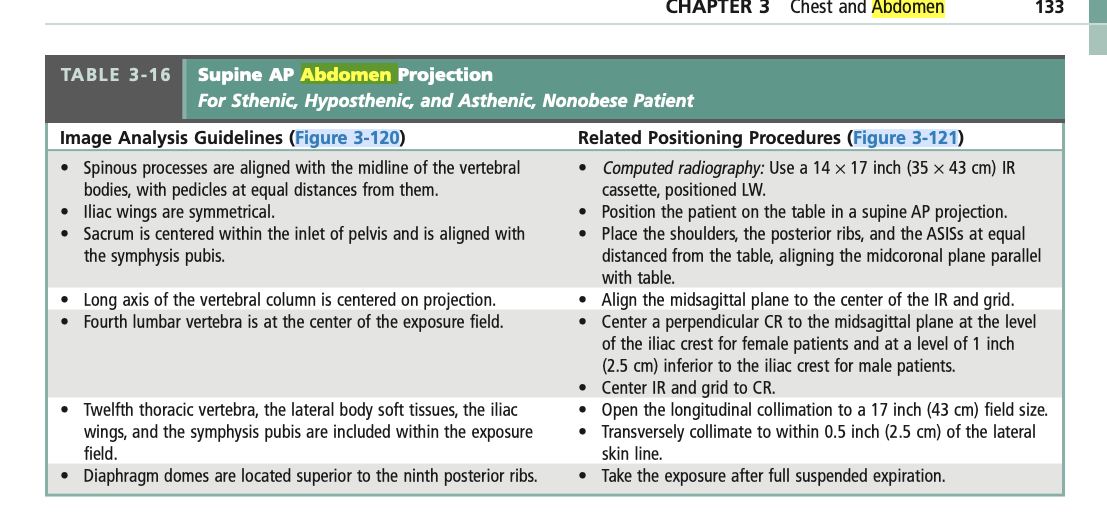 CHAPTER 3 Chest and Abdomen 133
TABLE 3-16 Supine AP Abdomen Projection
For Sthenic, Hyposthenic, and Asthenic, Nonobese Patient
Image Analysis Guidelines (Figure 3-120)
Related Positioning Procedures (Figure 3-121)
• Spinous processes are aligned with the midline of the vertebral
bodies, with pedicles at equal distances from them.
• Iliac wings are symmetrical.
• Sacrum is centered within the inlet of pelvis and is aligned with
the symphysis pubis.
• Computed radiography: Use a 14 × 17 inch (35 × 43 cm) IR
cassette, positioned LW.
• Position the patient on the table in a supine AP projection.
• Place the shoulders, the posterior ribs, and the ASISs at equal
distanced from the table, aligning the midcoronal plane parallel
with table.
• Long axis of the vertebral column is centered on projection.
• Align the midsagittal plane to the center of the IR and grid.
• Fourth lumbar vertebra is at the center of the exposure field.
• Center a perpendicular CR to the midsagittal plane at the level
of the iliac crest for female patients and at a level of 1 inch
(2.5 cm) inferior to the iliac crest for male patients.
• Center IR and grid to CR.
• Twelfth thoracic vertebra, the lateral body soft tissues, the iliac
wings, and the symphysis pubis are included within the exposure
field.
• Open the longitudinal collimation to a 17 inch (43 cm) field size.
• Transversely collimate to within 0.5 inch (2.5 cm) of the lateral
skin line.
• Diaphragm domes are located superior to the ninth posterior ribs.
• Take the exposure after full suspended expiration.